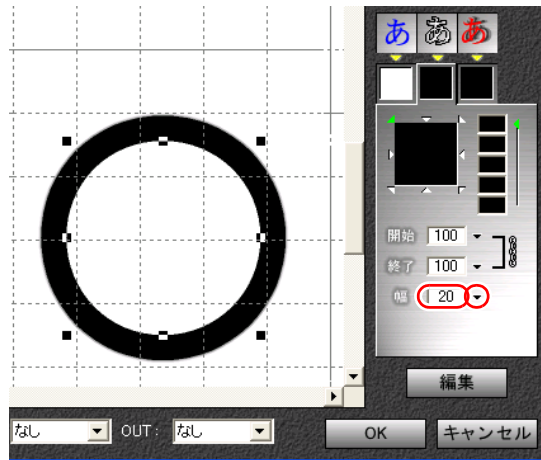 あ あ あ
開始 100
終了 100
幅 20
編集
なし OUT: なし OK キャンセル